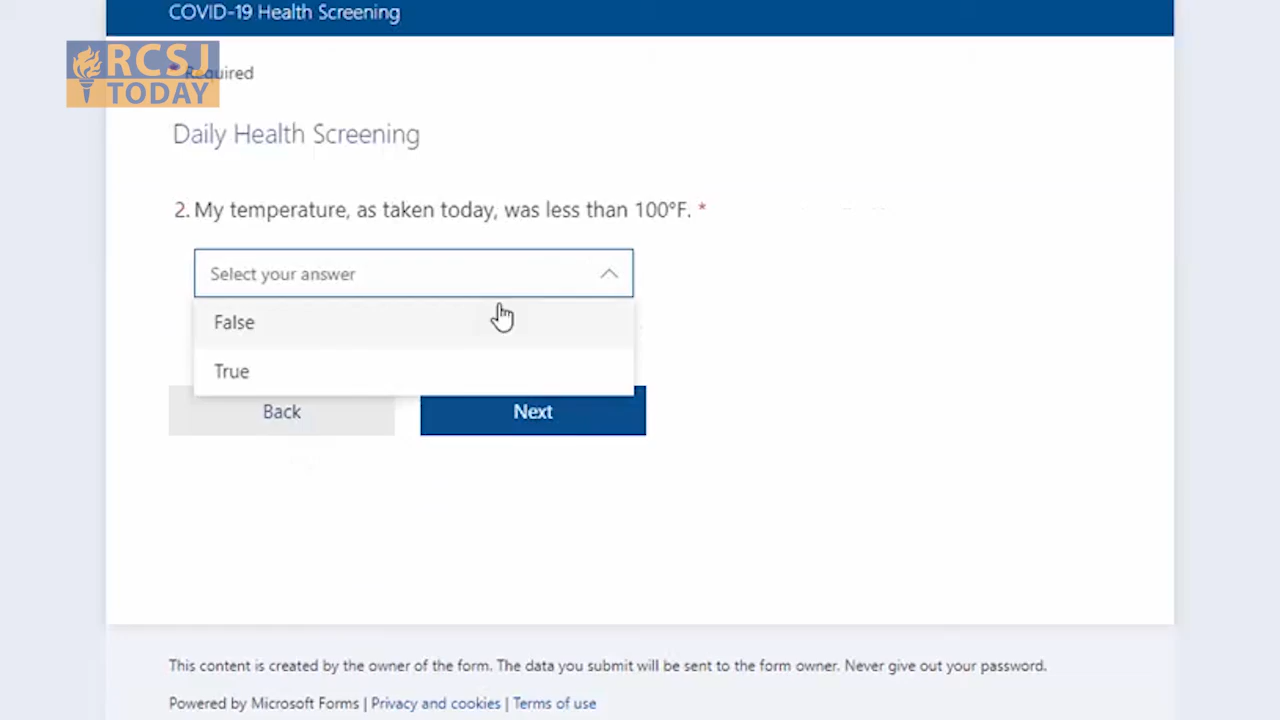 COVID-19 Health Screening
RCSJ
TODAY
* Required
Daily Health Screening
2. My temperature, as taken today, was less than 100°F. *
Select your answer
False
True
Back
Next
This content is created by the owner of the form. The data you submit will be sent to the form owner. Never give out your password.
Powered by Microsoft Forms | Privacy and cookies | Terms of use